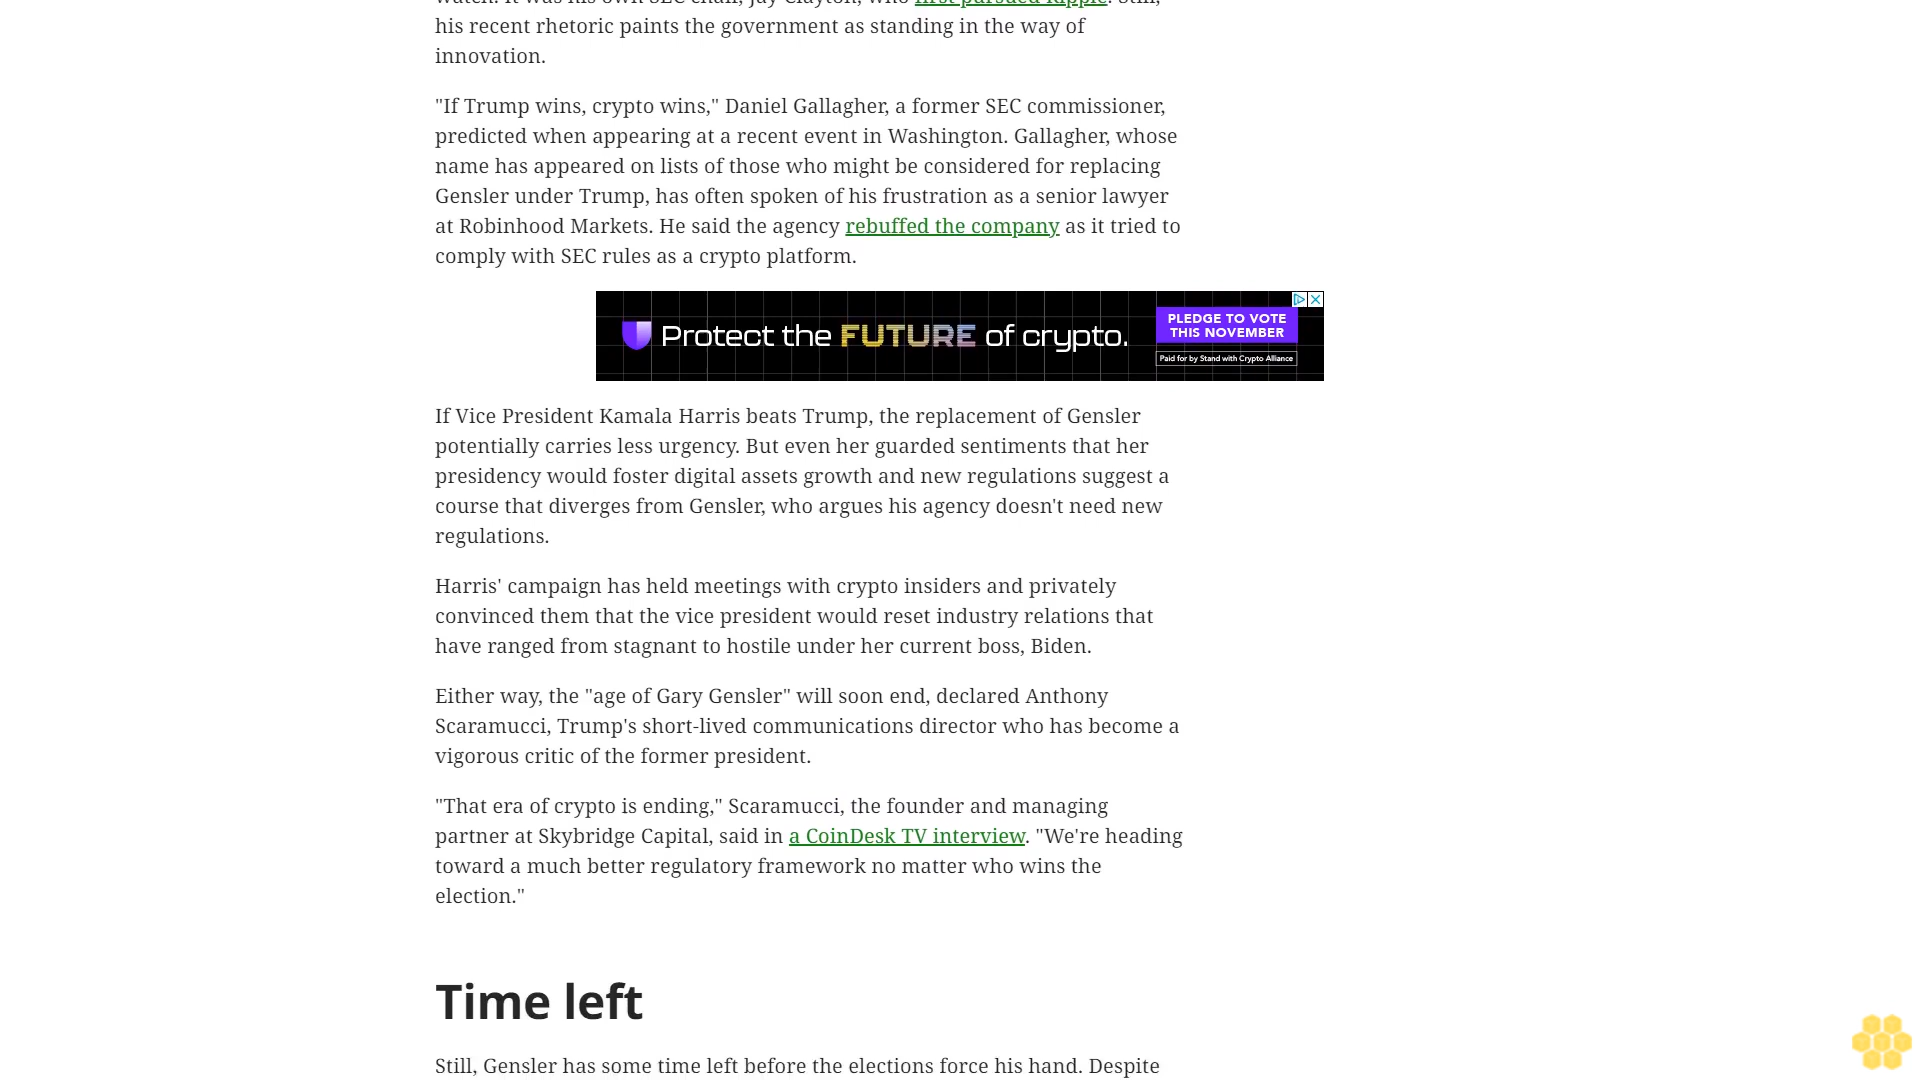 his recent rhetoric paints the government as standing in the way of
innovation.
"If Trump wins, crypto wins," Daniel Gallagher, a former SEC commissioner,
predicted when appearing at a recent event in Washington. Gallagher, whose
name has appeared on lists of those who might be considered for replacing
Gensler under Trump, has often spoken of his frustration as a senior lawyer
at Robinhood Markets. He said the agency rebuffed the company as it tried to
comply with SEC rules as a crypto platform.
Protect the FUTURE of crypto.
PLEDGE TO VOTE
THIS NOVEMBER
Paid for by Stand with Crypto Alliance
If Vice President Kamala Harris beats Trump, the replacement of Gensler
potentially carries less urgency. But even her guarded sentiments that her
presidency would foster digital assets growth and new regulations suggest a
course that diverges from Gensler, who argues his agency doesn't need new
regulations.
Harris' campaign has held meetings with crypto insiders and privately
convinced them that the vice president would reset industry relations that
have ranged from stagnant to hostile under her current boss, Biden.
Either way, the "age of Gary Gensler" will soon end, declared Anthony
Scaramucci, Trump's short-lived communications director who has become a
vigorous critic of the former president.
"That era of crypto is ending," Scaramucci, the founder and managing
partner at Skybridge Capital, said in a CoinDesk TV interview. "We're heading
toward a much better regulatory framework no matter who wins the
election."
Time left
Still, Gensler has some time left before the elections force his hand. Despite